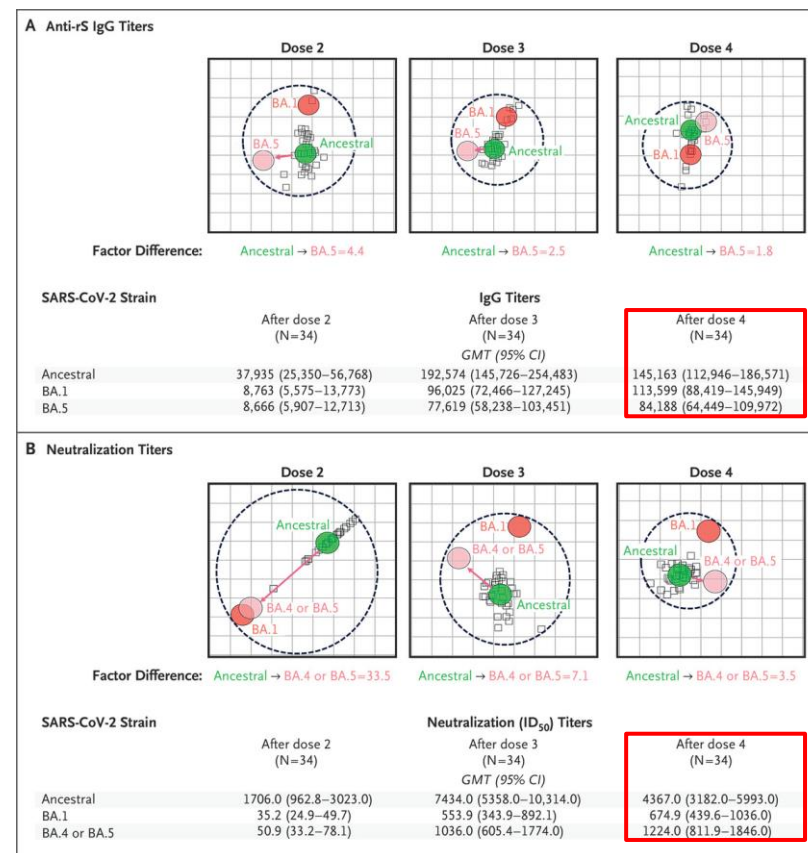 A Anti-rS IgG Titers
Dose 2 Dose 3 Dose 4
BA.1
BA.5
Ancestral
BA.1
BA.5
Ancestral
Ancestral
BA.5
BA.1
Factor Difference: Ancestral → BA.5=4.4 Ancestral → BA.5=2.5 Ancestral → BA.5=1.8
SARS-CoV-2 Strain IgG Titers
After dose 2 After dose 3 After dose 4
(N=34) (N=34) (N=34)
GMT (95% CI)
Ancestral 37,935 (25,350–56,768) 192,574 (145,726–254,483) 145,163 (112,946–186,571)
BA.1 8,763 (5,575–13,773) 96,025 (72,466–127,245) 113,599 (88,419–145,949)
BA.5 8,666 (5,907–12,713) 77,619 (58,238–103,451) 84,188 (64,449–109,972)
B Neutralization Titers
Dose 2 Dose 3 Dose 4
Ancestral
BA.4 or BA.5
BA.1
BA.1
BA.4 or BA.5
Ancestral
BA.1
Ancestral
BA.4 or BA.5
Factor Difference: Ancestral → BA.4 or BA.5=33.5 Ancestral → BA.4 or BA.5=7.1 Ancestral → BA.4 or BA.5=3.5
SARS-CoV-2 Strain Neutralization (ID50) Titers
After dose 2 After dose 3 After dose 4
(N=34) (N=34) (N=34)
GMT (95% CI)
Ancestral 1706.0 (962.8–3023.0) 7434.0 (5358.0–10,314.0) 4367.0 (3182.0–5993.0)
BA.1 35.2 (24.9–49.7) 553.9 (343.9–892.1) 674.9 (439.6–1036.0)
BA.4 or BA.5 50.9 (33.2–78.1) 1036.0 (605.4–1774.0) 1224.0 (811.9–1846.0)